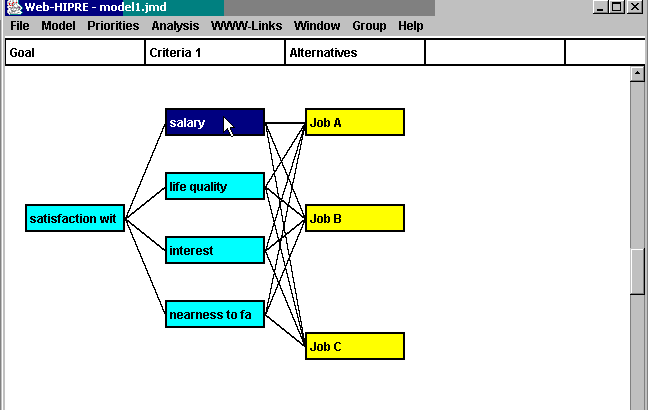 Web-HIPRE - model1.jmd
File Model Priorities Analysis WWW-Links Window Group Help
Goal Criteria 1 Alternatives
salary Job A
life quality
satisfaction wit Job B
interest
nearness to fa
Job C